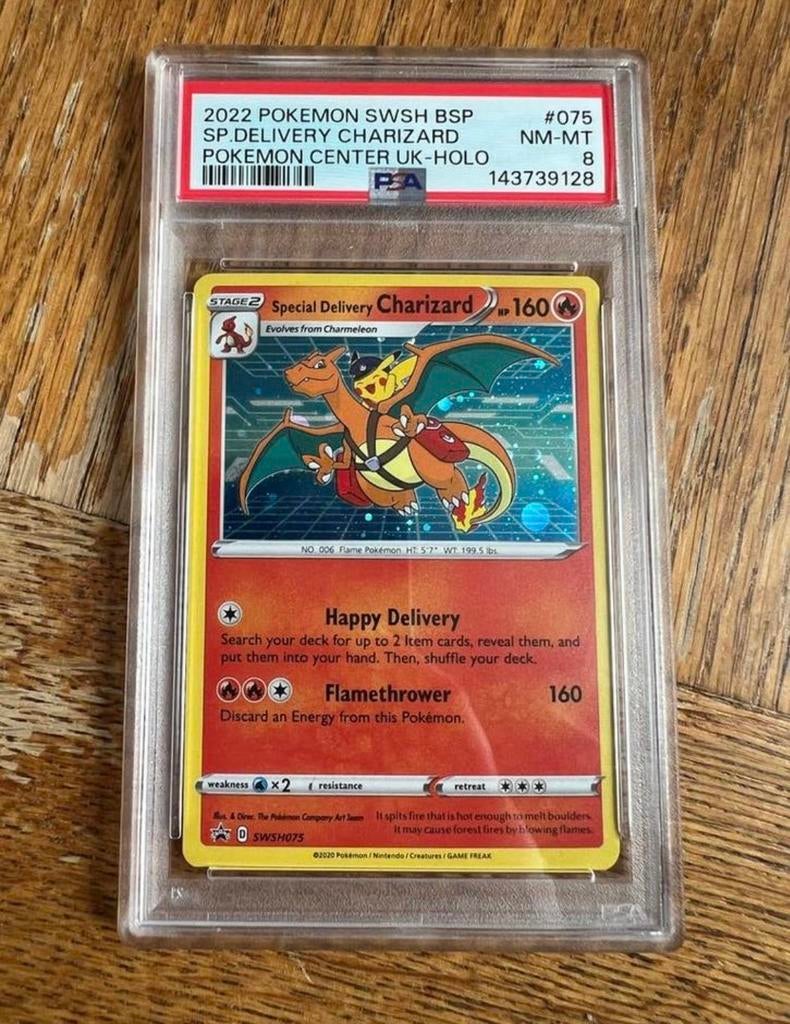 2022 POKEMON SWSH BSP #075
SP.DELIVERY CHARIZARD NM-MT
POKEMON CENTER UK-HOLO 8
PSA 143739128
STAGE 2 Special Delivery Charizard HP 160
Evolves from Charmeleon
NO. 006 Flame Pokémon HT: 5'7" WT: 199.5 lbs.
Happy Delivery
Search your deck for up to 2 Item cards, reveal them, and
put them into your hand. Then, shuffle your deck.
Flamethrower 160
Discard an Energy from this Pokémon.
weakness ×2 resistance retreat
Illus. & Direc. The Pokémon Company Art Team It spits fire that is hot enough to melt boulders.
It may cause forest fires by blowing flames.
D SWSH075
©2020 Pokémon / Nintendo / Creatures / GAME FREAK